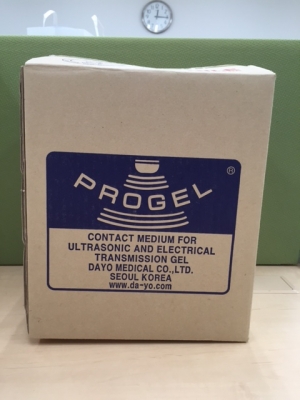 PROGEL ®
CONTACT MEDIUM FOR
ULTRASONIC AND ELECTRICAL
TRANSMISSION GEL
DAYO MEDICAL CO.,LTD.
SEOUL KOREA
www.da-yo.com